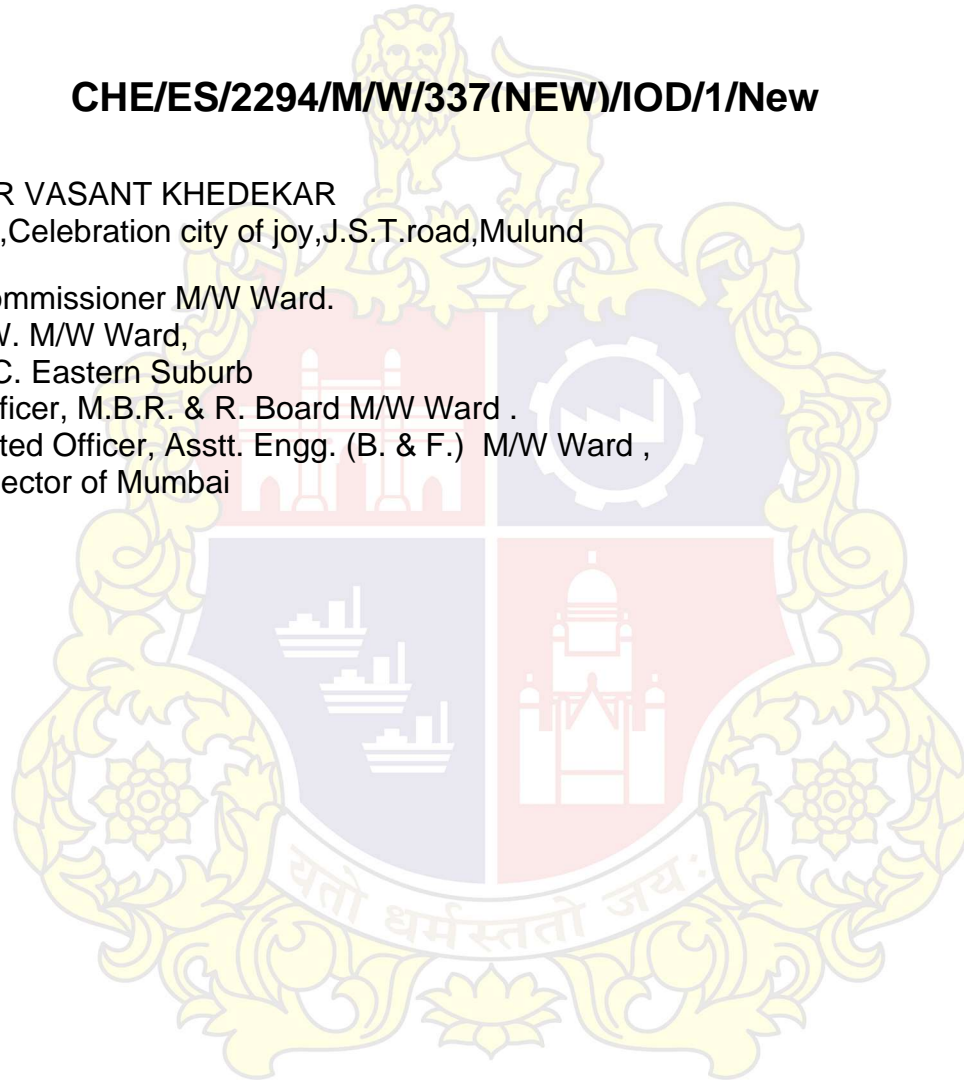 CHE/ES/2294/M/W/337(NEW)/IOD/1/New
R VASANT KHEDEKAR
,Celebration city of joy,J.S.T.road,Mulund
ommissioner M/W Ward.
W. M/W Ward,
C. Eastern Suburb
ficer, M.B.R. & R. Board M/W Ward .
ted Officer, Asstt. Engg. (B. & F.) M/W Ward ,
ector of Mumbai
यतो धर्मस्ततो जय: